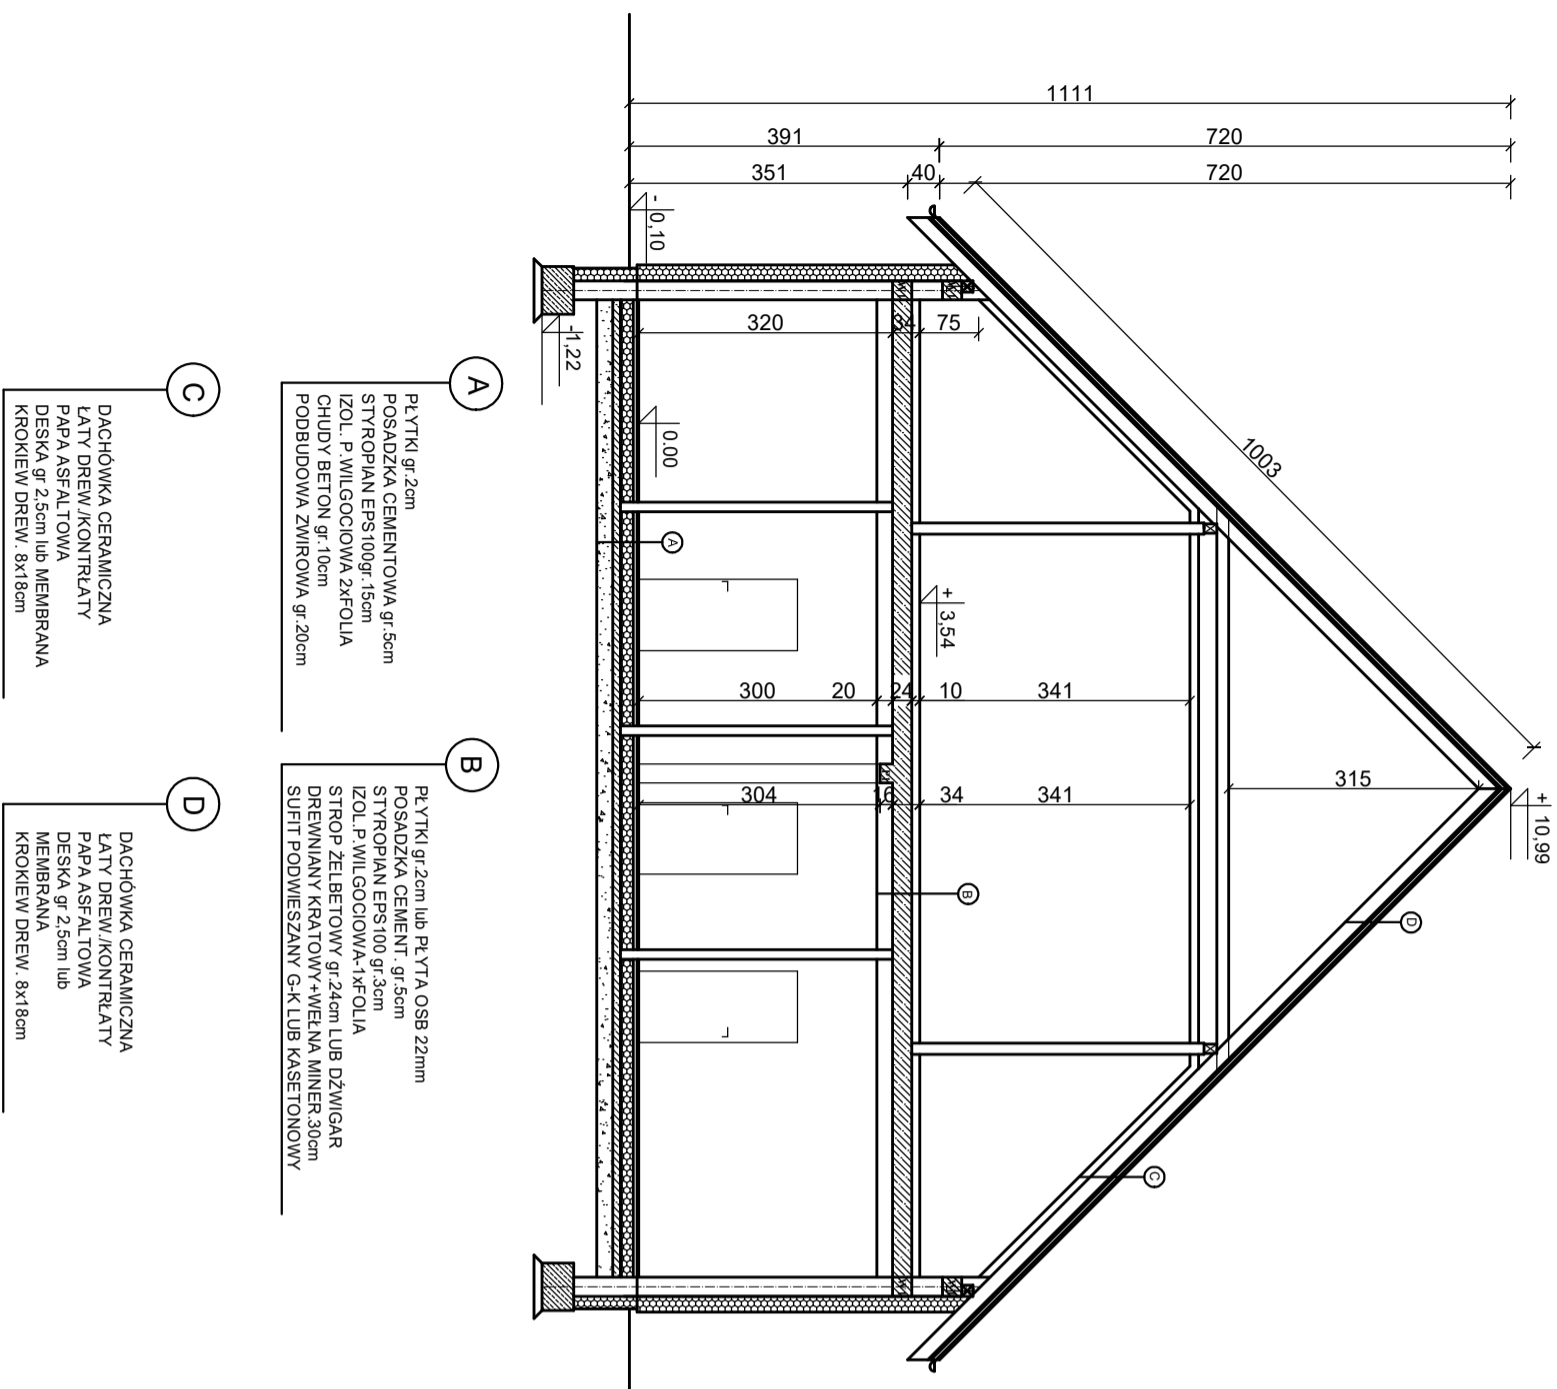 1111
391
720
351
40
720
- 0,10
1003
+ 10,99
320
34
75
-1,22
0.00
315
A
+ 3,54
300
20
24
10
341
304
16
34
341
B
D
C
A
PŁYTKI gr.2cm
POSADZKA CEMENTOWA gr.5cm
STYROPIAN EPS100gr.15cm
IZOL. P.WILGOCIOWA 2xFOLIA
CHUDY BETON gr.10cm
PODBUDOWA ZWIROWA gr.20cm
B
PŁYTKI gr.2cm lub PŁYTA OSB 22mm
POSADZKA CEMENT. gr.5cm
STYROPIAN EPS100 gr.3cm
IZOL.P.WILGOCIOWA-1xFOLIA
STROP ŻELBETOWY gr.24cm LUB DŹWIGAR
DREWNIANY KRATOWY+WEŁNA MINER.30cm
SUFIT PODWIESZANY G-K LUB KASETONOWY
C
DACHÓWKA CERAMICZNA
ŁATY DREW./KONTRŁATY
PAPA ASFALTOWA
DESKA gr 2,5cm lub MEMBRANA
KROKIEW DREW. 8x18cm
D
DACHÓWKA CERAMICZNA
ŁATY DREW./KONTRŁATY
PAPA ASFALTOWA
DESKA gr 2,5cm lub
MEMBRANA
KROKIEW DREW. 8x18cm